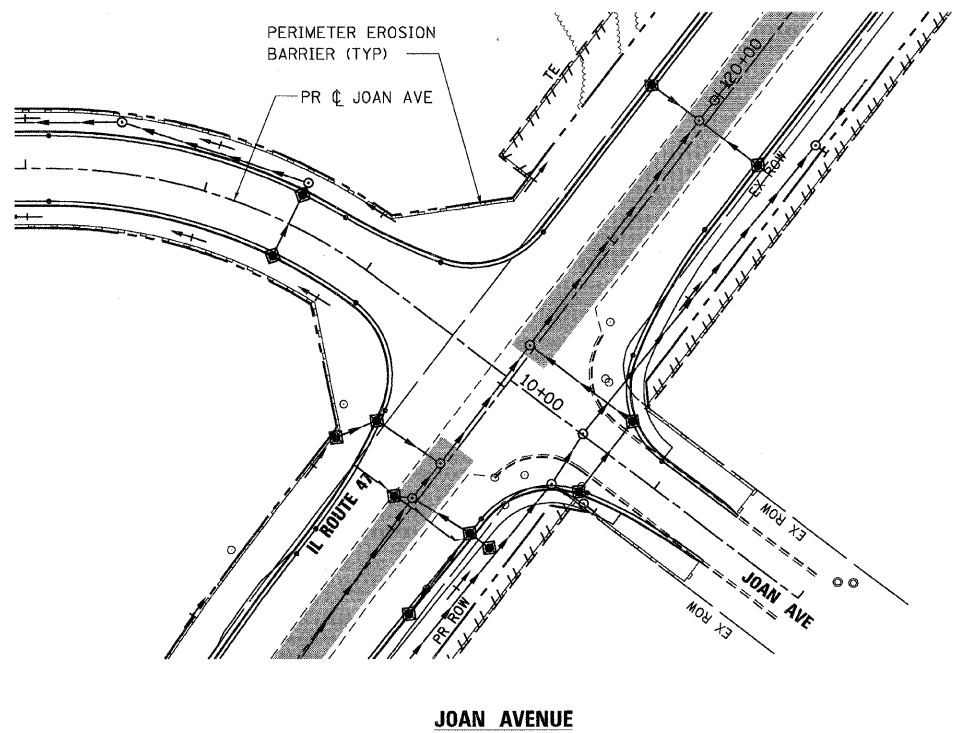 PERIMETER EROSION
BARRIER (TYP)
PR ℄ JOAN AVE
TE
120+00
EX ROW
10+00
IL ROUTE 47
PR ROW
EX ROW
EX ROW
JOAN AVE
JOAN AVENUE